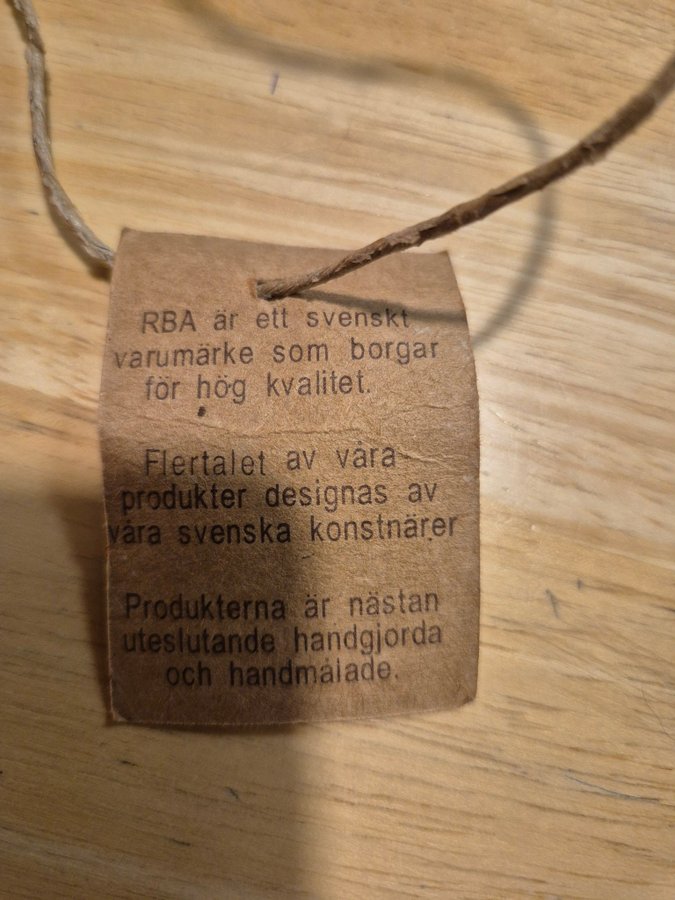 RBA är ett svenskt
varumärke som borgar
för hög kvalitet.
Flertalet av våra
produkter designas av
våra svenska konstnärer
Produkterna är nästan
uteslutande handgjorda
och handmålade.